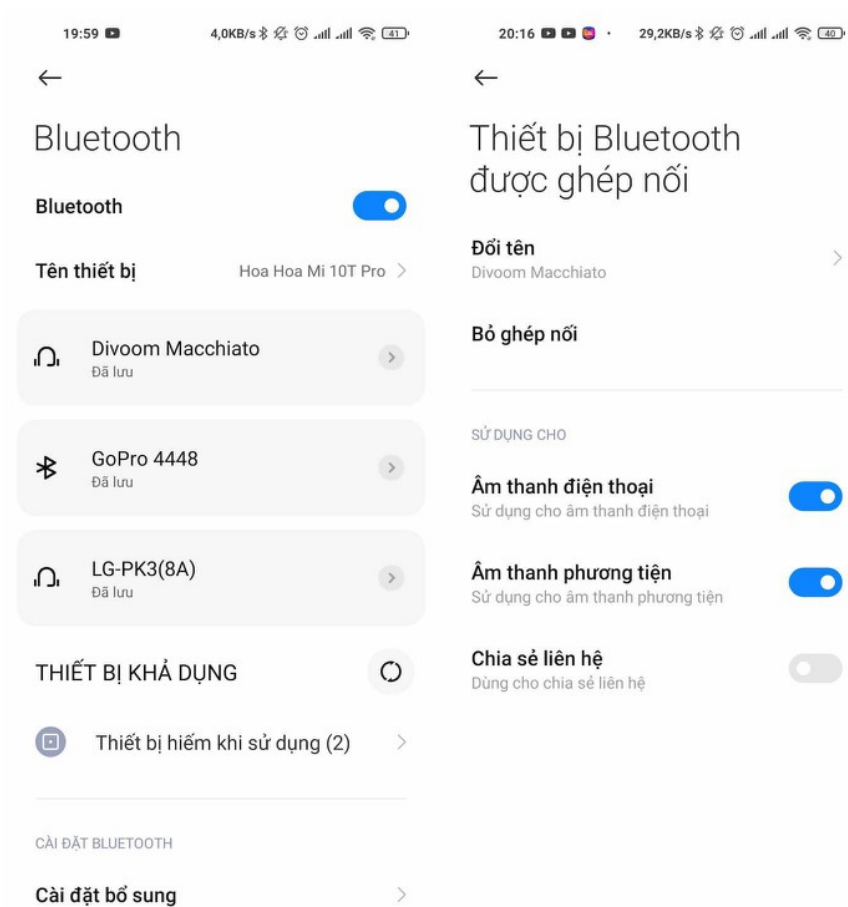 19:59 4,0KB/s 41
Bluetooth
Bluetooth
Tên thiết bị Hoa Hoa Mi 10T Pro
Divoom Macchiato
Đã lưu
GoPro 4448
Đã lưu
LG-PK3(8A)
Đã lưu
THIẾT BỊ KHẢ DỤNG
Thiết bị hiếm khi sử dụng (2)
CÀI ĐẶT BLUETOOTH
Cài đặt bổ sung
20:16 29,2KB/s 40
Thiết bị Bluetooth
được ghép nối
Đổi tên
Divoom Macchiato
Bỏ ghép nối
SỬ DỤNG CHO
Âm thanh điện thoại
Sử dụng cho âm thanh điện thoại
Âm thanh phương tiện
Sử dụng cho âm thanh phương tiện
Chia sẻ liên hệ
Dùng cho chia sẻ liên hệ